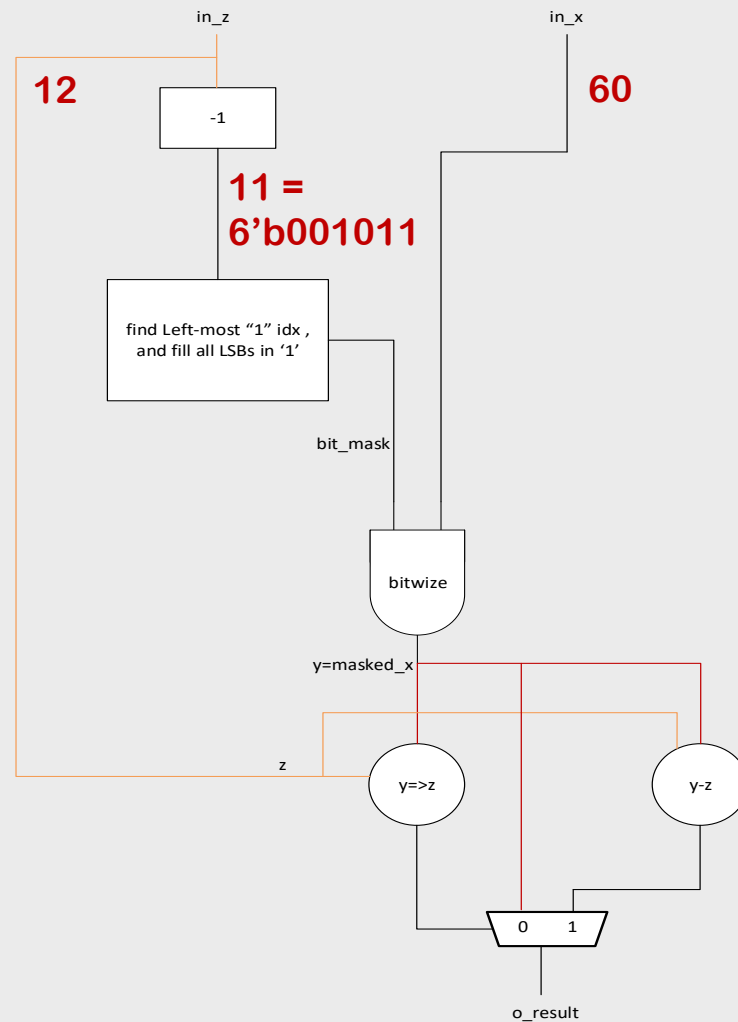 in_z
in_x
12
60
-1
11 =
6’b001011
find Left-most “1” idx ,
and fill all LSBs in ‘1’
bit_mask
bitwize
y=masked_x
z
y=>z
y-z
0 1
o_result